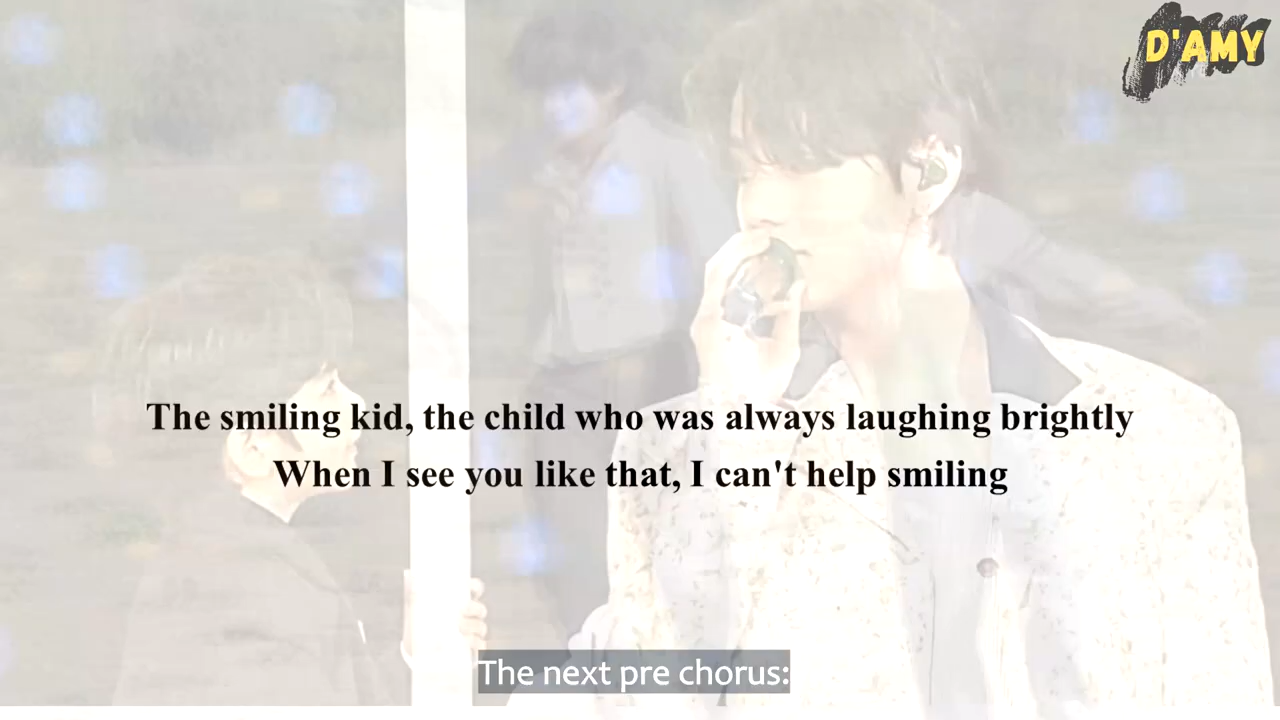 D'AMY
The smiling kid, the child who was always laughing brightly
When I see you like that, I can't help smiling
The next pre chorus: